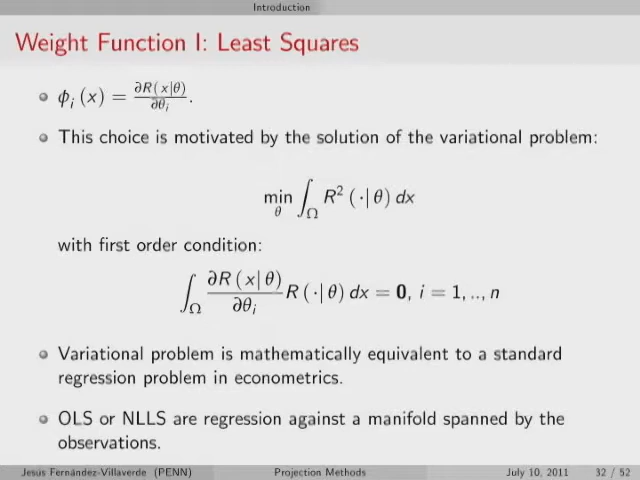 Introduction
Weight Function I: Least Squares
ϕᵢ (x) = ∂R(x|θ)/∂θᵢ .
This choice is motivated by the solution of the variational problem:
min_θ ∫_Ω R² (·|θ) dx
with first order condition:
∫_Ω ∂R (x|θ)/∂θᵢ R (·|θ) dx = 0, i = 1, .., n
Variational problem is mathematically equivalent to a standard
regression problem in econometrics.
OLS or NLLS are regression against a manifold spanned by the
observations.
Jesús Fernández-Villaverde (PENN) Projection Methods July 10, 2011 32 / 52